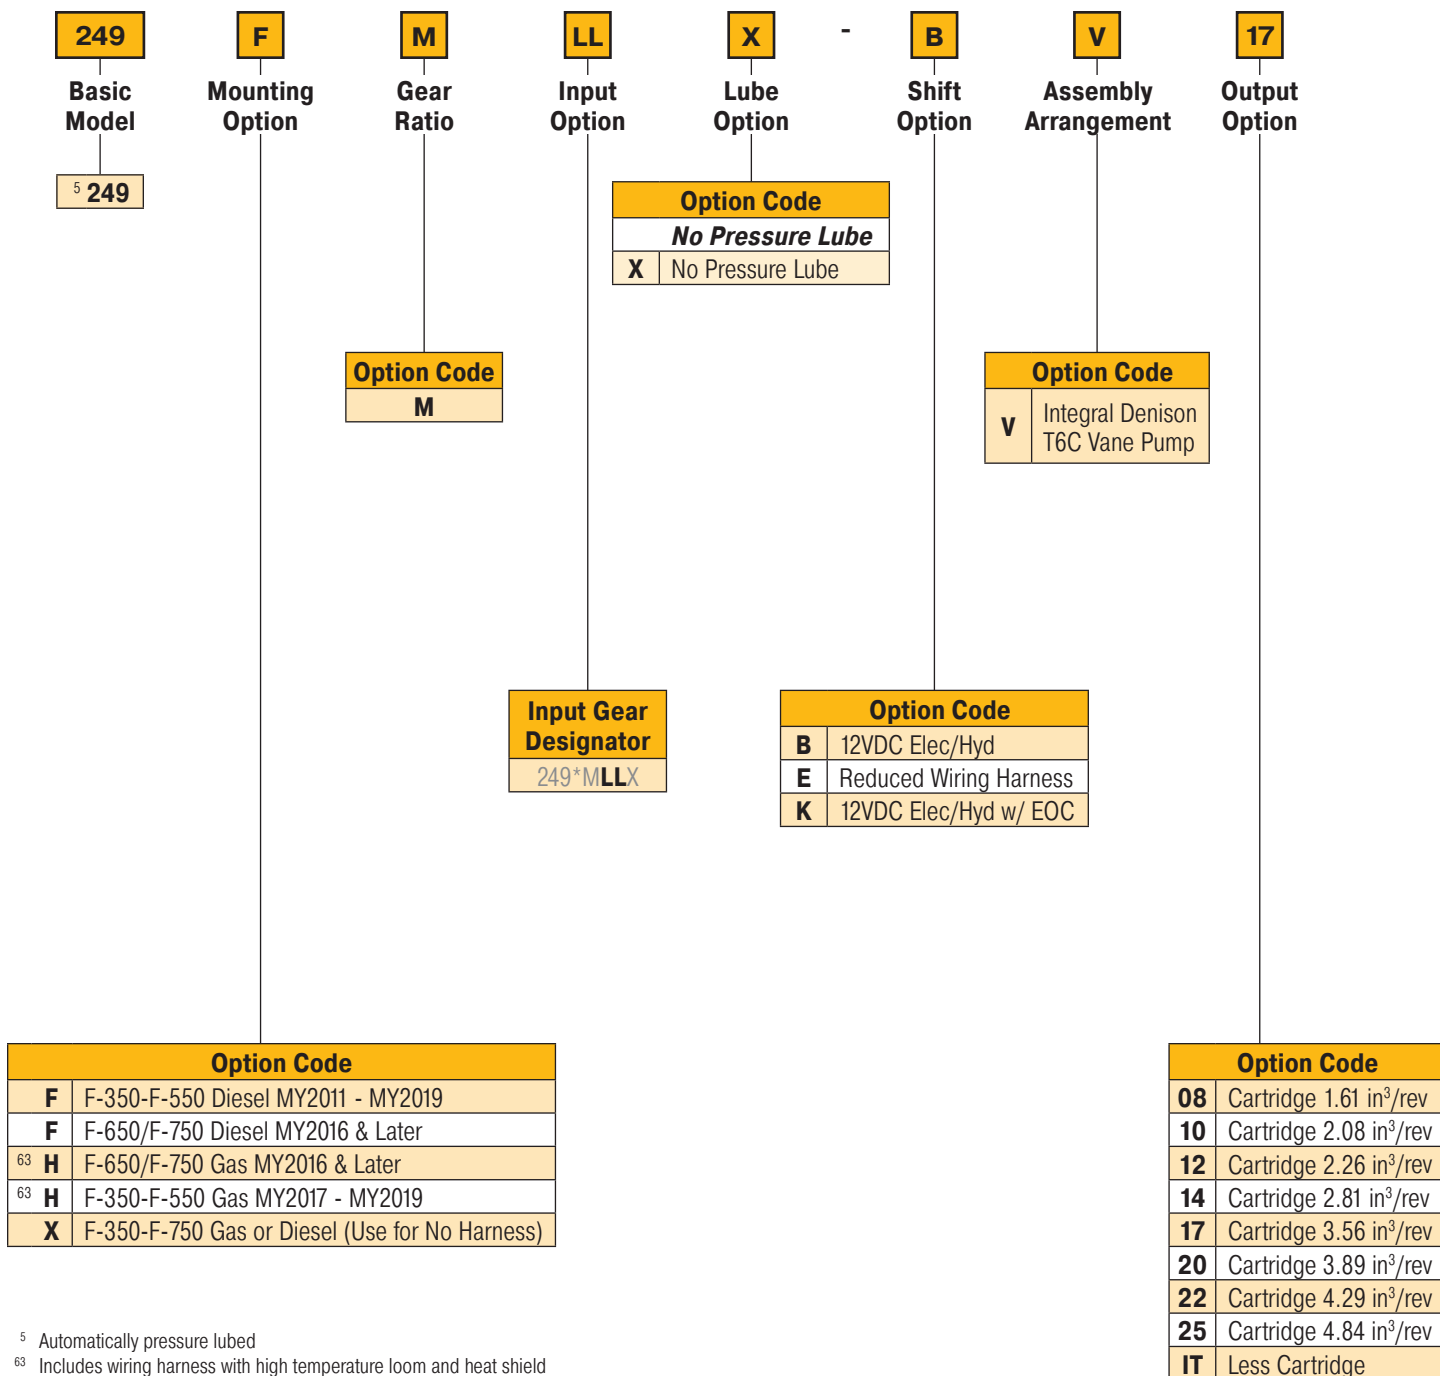 249 F M LL X - B V 17
Basic Model
Mounting Option
Gear Ratio
Input Option
Lube Option
Shift Option
Assembly Arrangement
Output Option
5 249
Option Code
No Pressure Lube
X No Pressure Lube
Option Code
M
Option Code
V Integral Denison
T6C Vane Pump
Input Gear
Designator
249*MLLX
Option Code
B 12VDC Elec/Hyd
E Reduced Wiring Harness
K 12VDC Elec/Hyd w/ EOC
Option Code
F F-350-F-550 Diesel MY2011 - MY2019
F F-650/F-750 Diesel MY2016 & Later
63 H F-650/F-750 Gas MY2016 & Later
63 H F-350-F-550 Gas MY2017 - MY2019
X F-350-F-750 Gas or Diesel (Use for No Harness)
Option Code
08 Cartridge 1.61 in³/rev
10 Cartridge 2.08 in³/rev
12 Cartridge 2.26 in³/rev
14 Cartridge 2.81 in³/rev
17 Cartridge 3.56 in³/rev
20 Cartridge 3.89 in³/rev
22 Cartridge 4.29 in³/rev
25 Cartridge 4.84 in³/rev
IT Less Cartridge
5 Automatically pressure lubed
63 Includes wiring harness with high temperature loom and heat shield